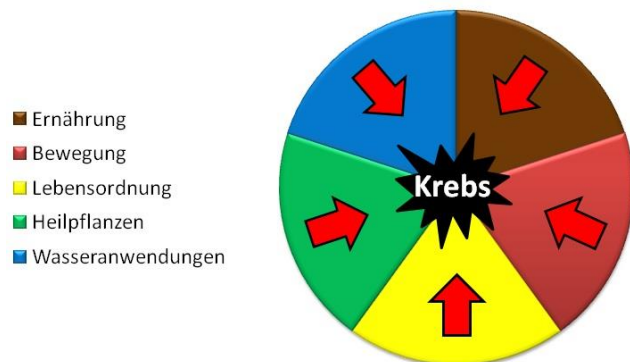 Ernährung
Bewegung
Lebensordnung
Heilpflanzen
Wasseranwendungen
Krebs